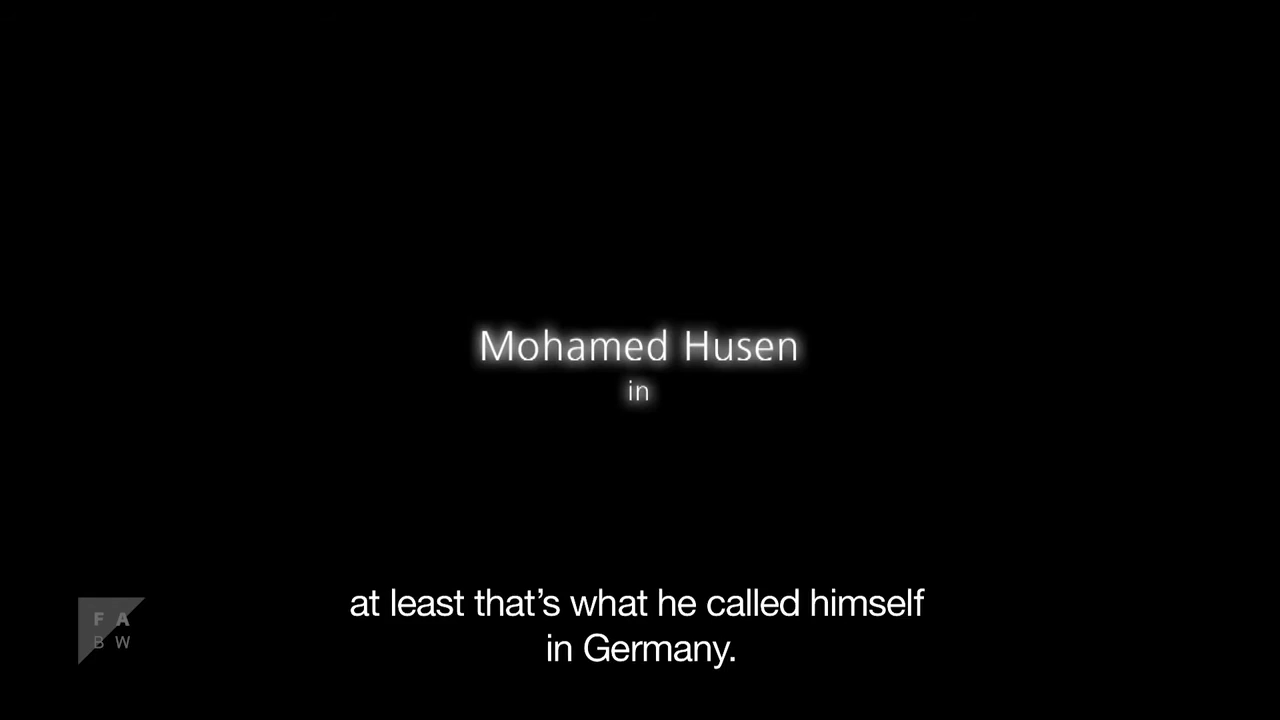 Mohamed Husen
in
at least that's what he called himself
in Germany.
F A
B W